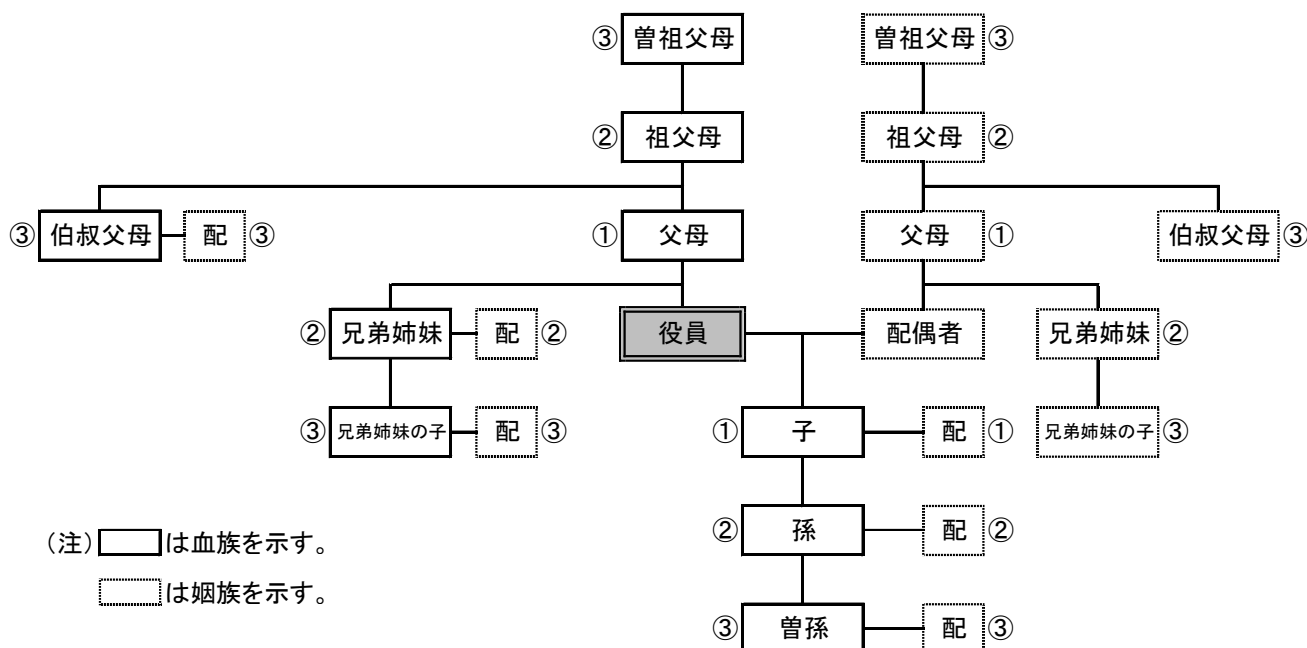 ③ 曽祖父母 曽祖父母 ③
② 祖父母 祖父母 ②
③ 伯叔父母 配 ③ ① 父母 父母 ① 伯叔父母 ③
② 兄弟姉妹 配 ② 役員 配偶者 兄弟姉妹 ②
③ 兄弟姉妹の子 配 ③ ① 子 配 ① 兄弟姉妹の子 ③
② 孫 配 ②
(注) は血族を示す。
は姻族を示す。
③ 曽孫 配 ③